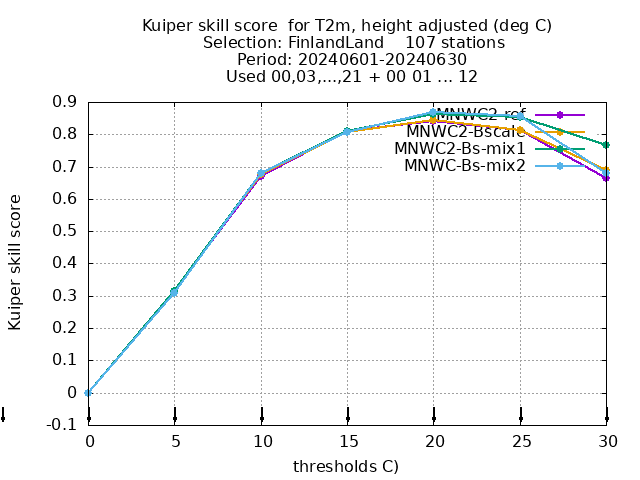 Kuiper skill score  for T2m, height adjusted (deg C)
Selection: FinlandLand    107 stations
Period: 20240601-20240630
Used 00,03,...,21 + 00 01 ... 12
Kuiper skill score
0.9
0.8
0.7
0.6
0.5
0.4
0.3
0.2
0.1
0
-0.1
MNWC2-ref
MNWC2-Bscale
MNWC2-Bs-mix1
MNWC-Bs-mix2
0 5 10 15 20 25 30
thresholds C)